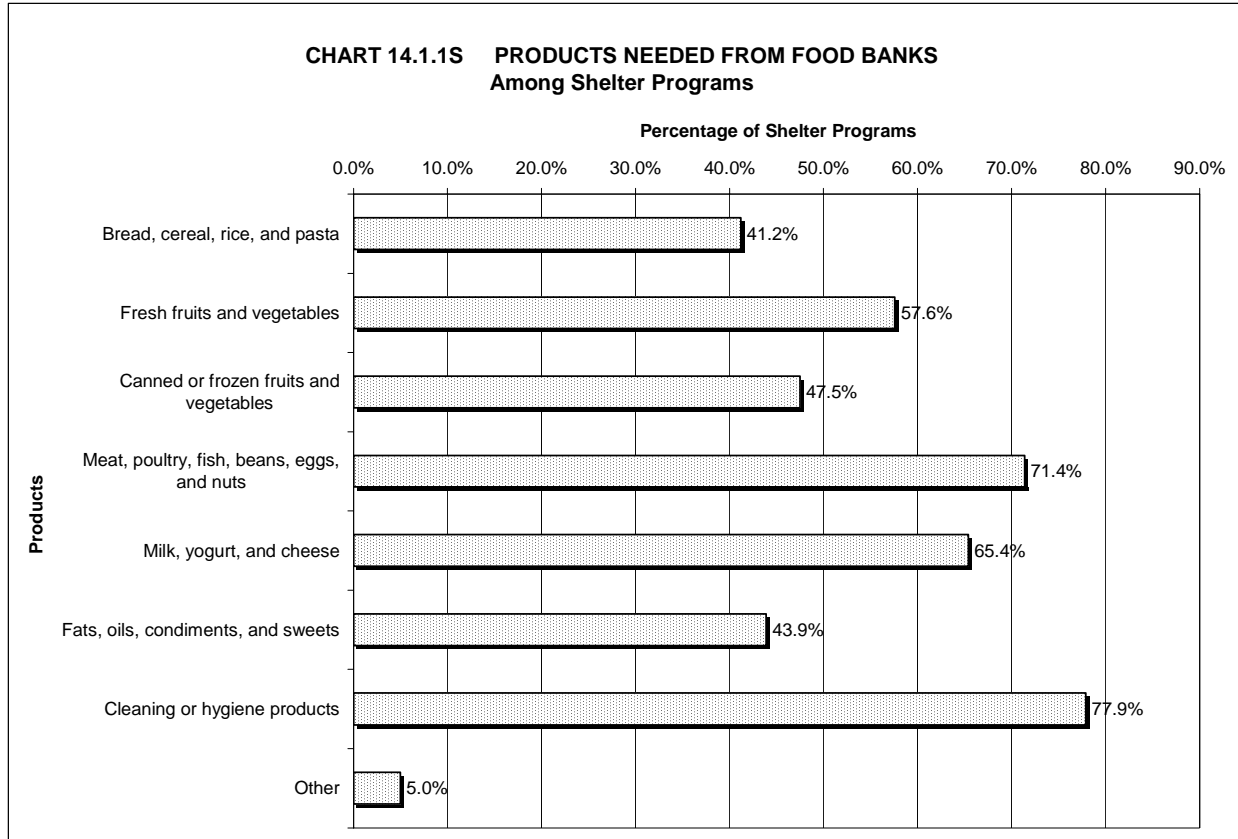 CHART 14.1.1S PRODUCTS NEEDED FROM FOOD BANKS
Among Shelter Programs
Percentage of Shelter Programs
0.0% 10.0% 20.0% 30.0% 40.0% 50.0% 60.0% 70.0% 80.0% 90.0%
Products
Bread, cereal, rice, and pasta 41.2%
Fresh fruits and vegetables 57.6%
Canned or frozen fruits and
vegetables 47.5%
Meat, poultry, fish, beans, eggs,
and nuts 71.4%
Milk, yogurt, and cheese 65.4%
Fats, oils, condiments, and sweets 43.9%
Cleaning or hygiene products 77.9%
Other 5.0%